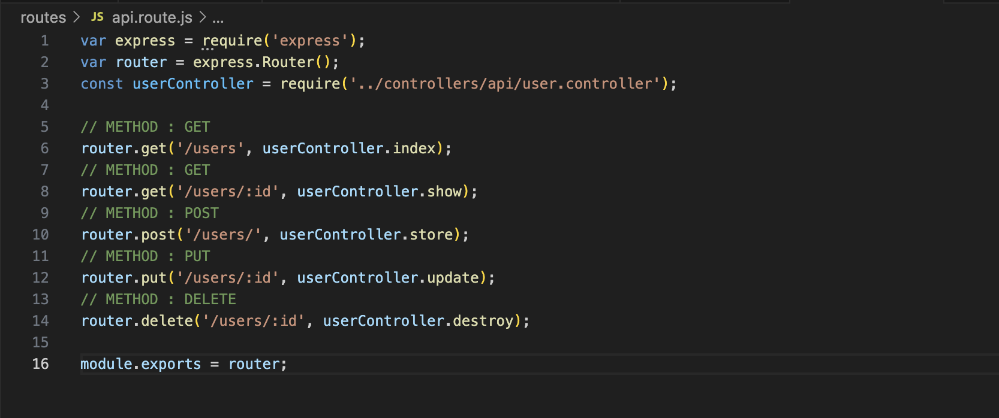 routes > JS api.route.js > ...
1 var express = require('express');
2 var router = express.Router();
3 const userController = require('../controllers/api/user.controller');
4
5 // METHOD : GET
6 router.get('/users', userController.index);
7 // METHOD : GET
8 router.get('/users/:id', userController.show);
9 // METHOD : POST
10 router.post('/users/', userController.store);
11 // METHOD : PUT
12 router.put('/users/:id', userController.update);
13 // METHOD : DELETE
14 router.delete('/users/:id', userController.destroy);
15
16 module.exports = router;